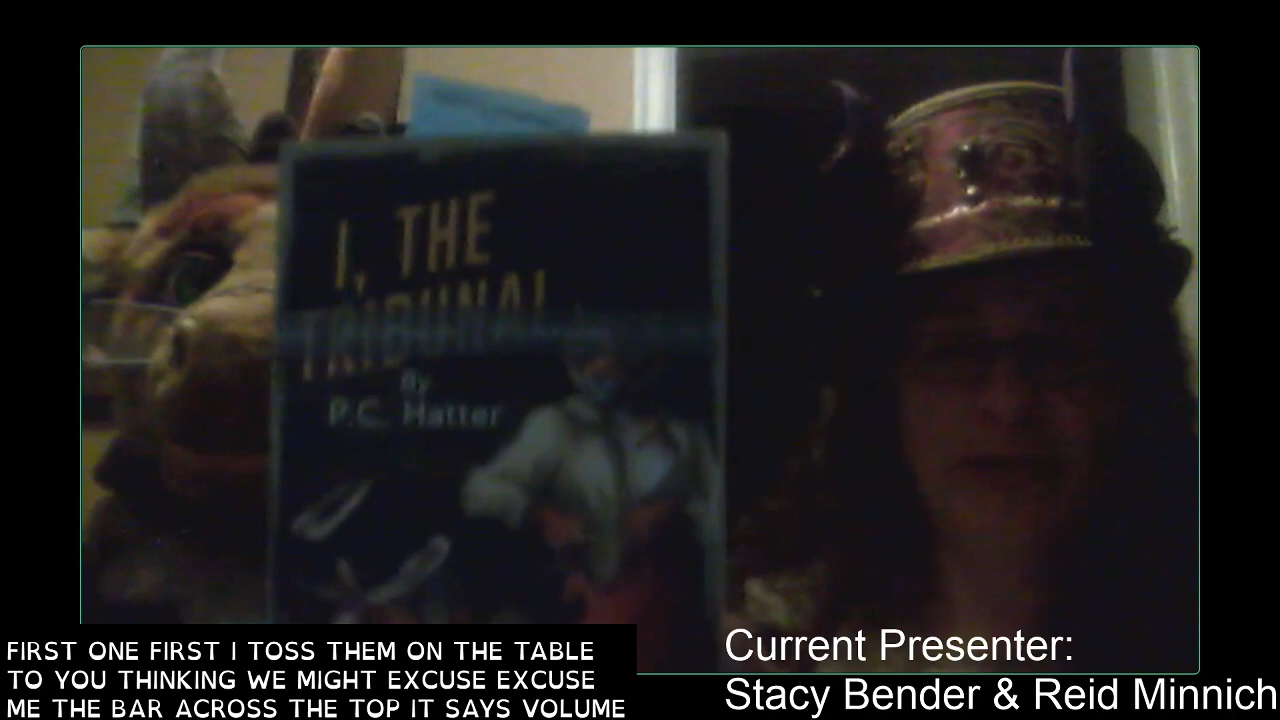 I, THE
TRIBUNAL
By
P.C. Hatter
FIRST ONE FIRST I TOSS THEM ON THE TABLE
TO YOU THINKING WE MIGHT EXCUSE EXCUSE
ME THE BAR ACROSS THE TOP IT SAYS VOLUME
Current Presenter:
Stacy Bender & Reid Minnich